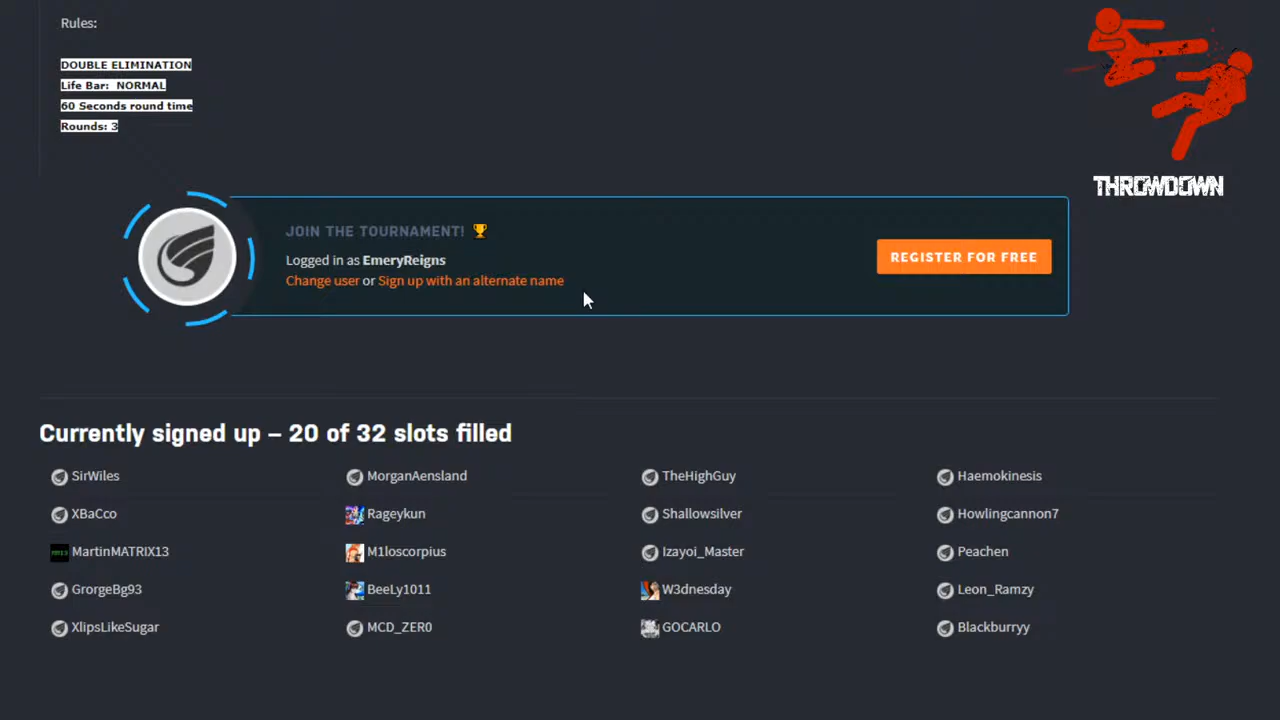 Rules:
DOUBLE ELIMINATION
Life Bar:  NORMAL
60 Seconds round time
Rounds: 3
THROWDOWN
JOIN THE TOURNAMENT! 🏆
Logged in as EmeryReigns
Change user or Sign up with an alternate name
REGISTER FOR FREE
Currently signed up – 20 of 32 slots filled
SirWiles MorganAensland TheHighGuy Haemokinesis
XBaCco Rageykun Shallowsilver Howlingcannon7
MartinMATRIX13 M1loscorpius Izayoi_Master Peachen
GrorgeBg93 BeeLy1011 W3dnesday Leon_Ramzy
XlipsLikeSugar MCD_ZER0 GOCARLO Blackburryy